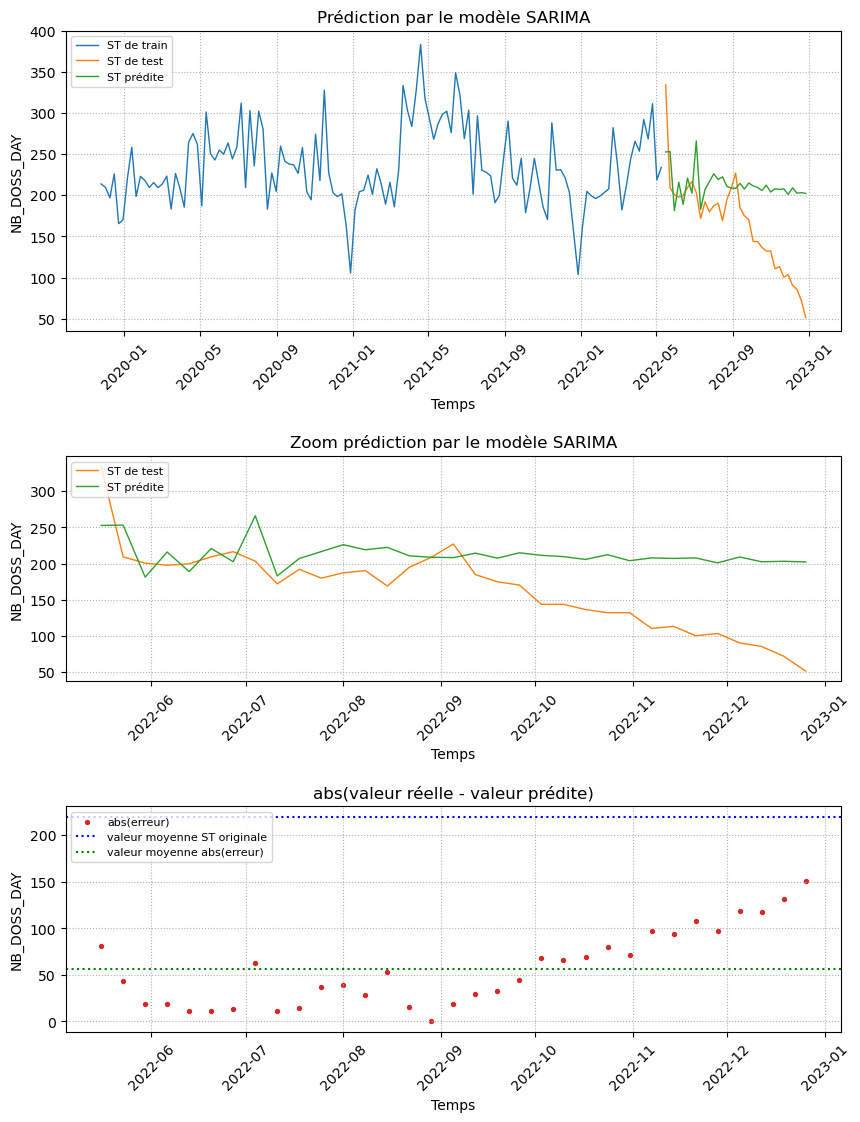 Prédiction par le modèle SARIMA
400
350
300
250
200
150
100
50
NB_DOSS_DAY
ST de train
ST de test
ST prédite
2020-01
2020-05
2020-09
2021-01
2021-05
2021-09
2022-01
2022-05
2022-09
2023-01
Temps
Zoom prédiction par le modèle SARIMA
300
250
200
150
100
50
NB_DOSS_DAY
ST de test
ST prédite
2022-06
2022-07
2022-08
2022-09
2022-10
2022-11
2022-12
2023-01
Temps
abs(valeur réelle - valeur prédite)
200
150
100
50
0
NB_DOSS_DAY
abs(erreur)
valeur moyenne ST originale
valeur moyenne abs(erreur)
2022-06
2022-07
2022-08
2022-09
2022-10
2022-11
2022-12
2023-01
Temps